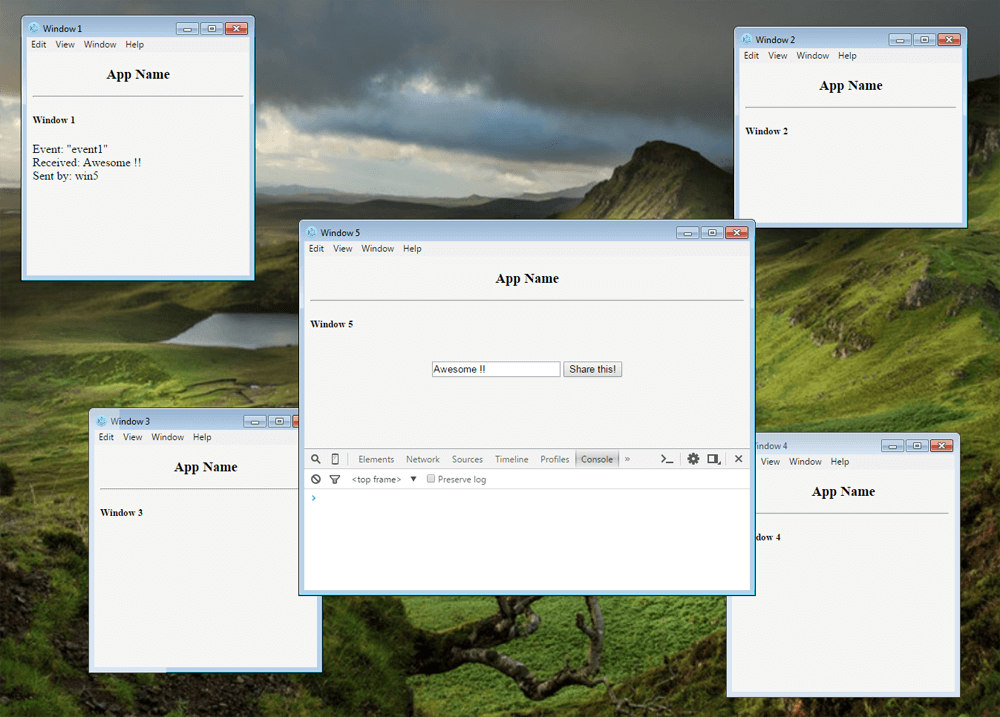 Window 1
Edit View Window Help
App Name
Window 1
Event: "event1"
Received: Awesome !!
Sent by: win5
Window 2
Edit View Window Help
App Name
Window 2
Window 5
Edit View Window Help
App Name
Window 5
Awesome !! Share this!
Elements Network Sources Timeline Profiles Console »
<top frame> ▼ Preserve log
>
Window 3
Edit View Window Help
App Name
Window 3
ndow 4
View Window Help
App Name
dow 4